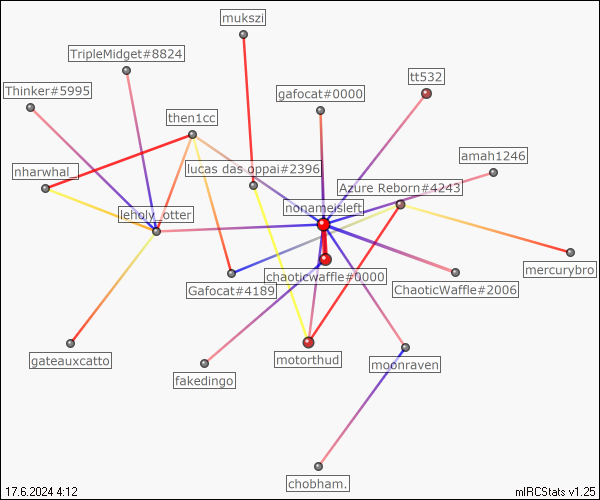 mukszi
TripleMidget#8824
tt532
Thinker#5995
gafocat#0000
then1cc
amah1246
nharwhal_
lucas das oppai#2396
Azure Reborn#4243
lehqly_otter
nonameisleft
mercurybro
chaoticwaffle#0000
Gafocat#4189
ChaoticWaffle#2006
gateauxcatto
motorthud
moonraven
fakedingo
chobham.
17.6.2024 4:12
mIRCStats v1.25